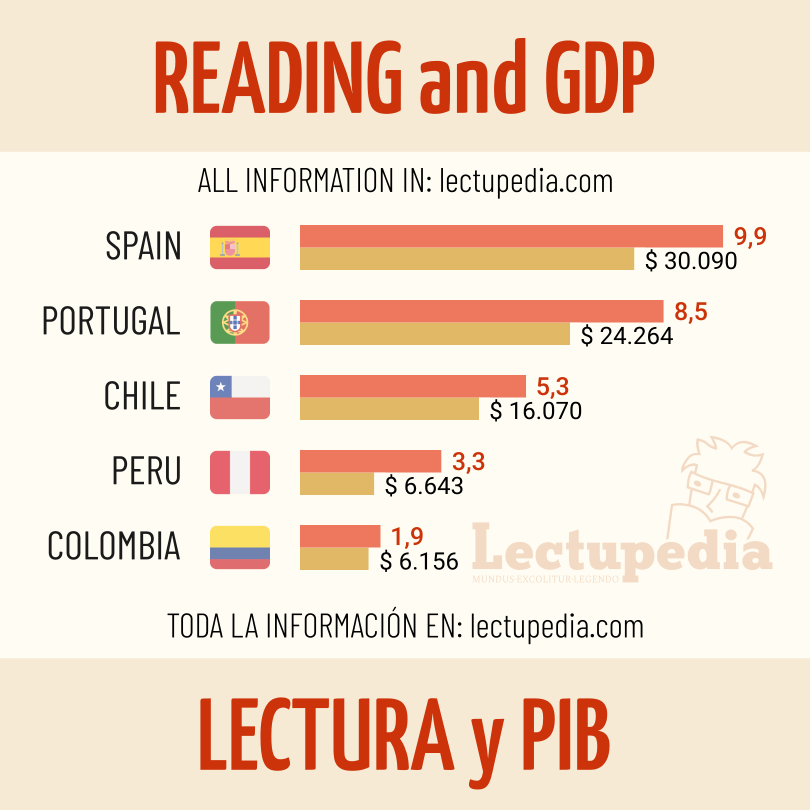 READING and GDP
ALL INFORMATION IN: lectupedia.com
SPAIN 9,9
$ 30.090
PORTUGAL 8,5
$ 24.264
CHILE 5,3
$ 16.070
PERU 3,3
$ 6.643
COLOMBIA 1,9
$ 6.156
Lectupedia
MUNDUS EXCOLITUR LEGENDO
TODA LA INFORMACIÓN EN: lectupedia.com
LECTURA y PIB